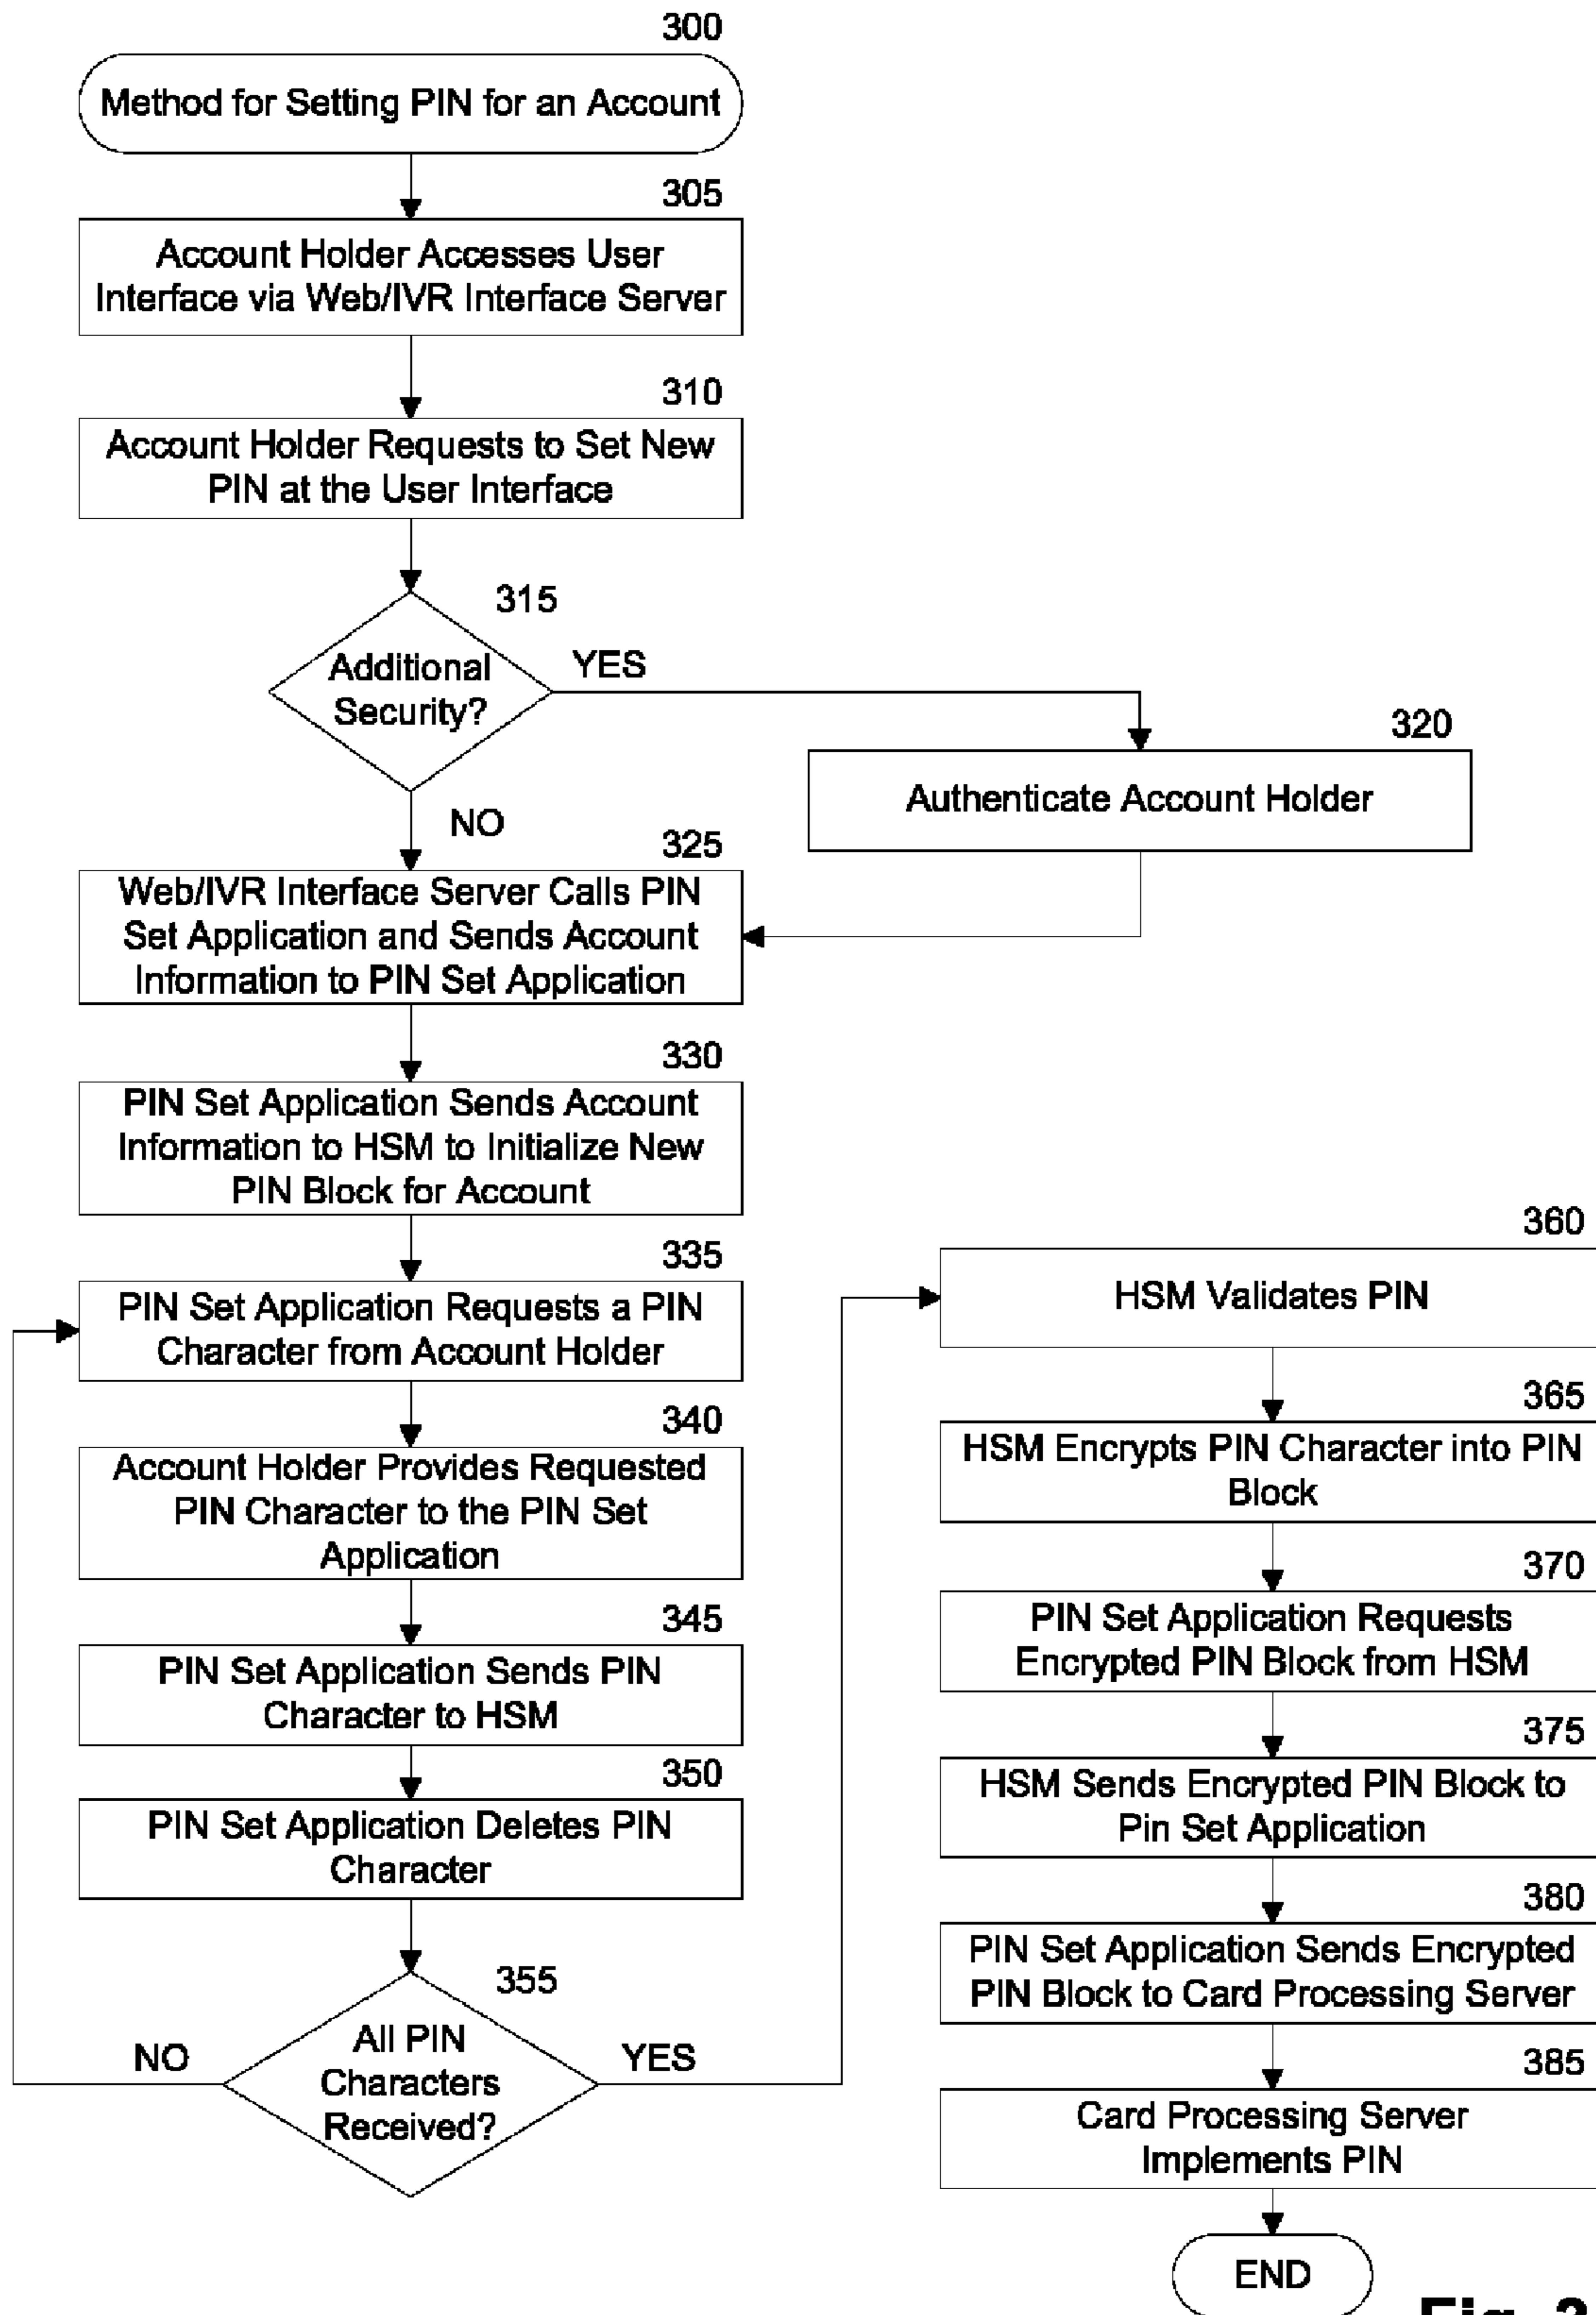 300
Method for Setting PIN for an Account
305
Account Holder Accesses User
Interface via Web/IVR Interface Server
310
Account Holder Requests to Set New
PIN at the User Interface
315
Additional
Security?
YES
NO
320
Authenticate Account Holder
325
Web/IVR Interface Server Calls PIN
Set Application and Sends Account
Information to PIN Set Application
330
PIN Set Application Sends Account
Information to HSM to Initialize New
PIN Block for Account
335
PIN Set Application Requests a PIN
Character from Account Holder
340
Account Holder Provides Requested
PIN Character to the PIN Set
Application
345
PIN Set Application Sends PIN
Character to HSM
350
PIN Set Application Deletes PIN
Character
355
All PIN
Characters
Received?
NO
YES
360
HSM Validates PIN
365
HSM Encrypts PIN Character into PIN
Block
370
PIN Set Application Requests
Encrypted PIN Block from HSM
375
HSM Sends Encrypted PIN Block to
Pin Set Application
380
PIN Set Application Sends Encrypted
PIN Block to Card Processing Server
385
Card Processing Server
Implements PIN
END
Fig. 3